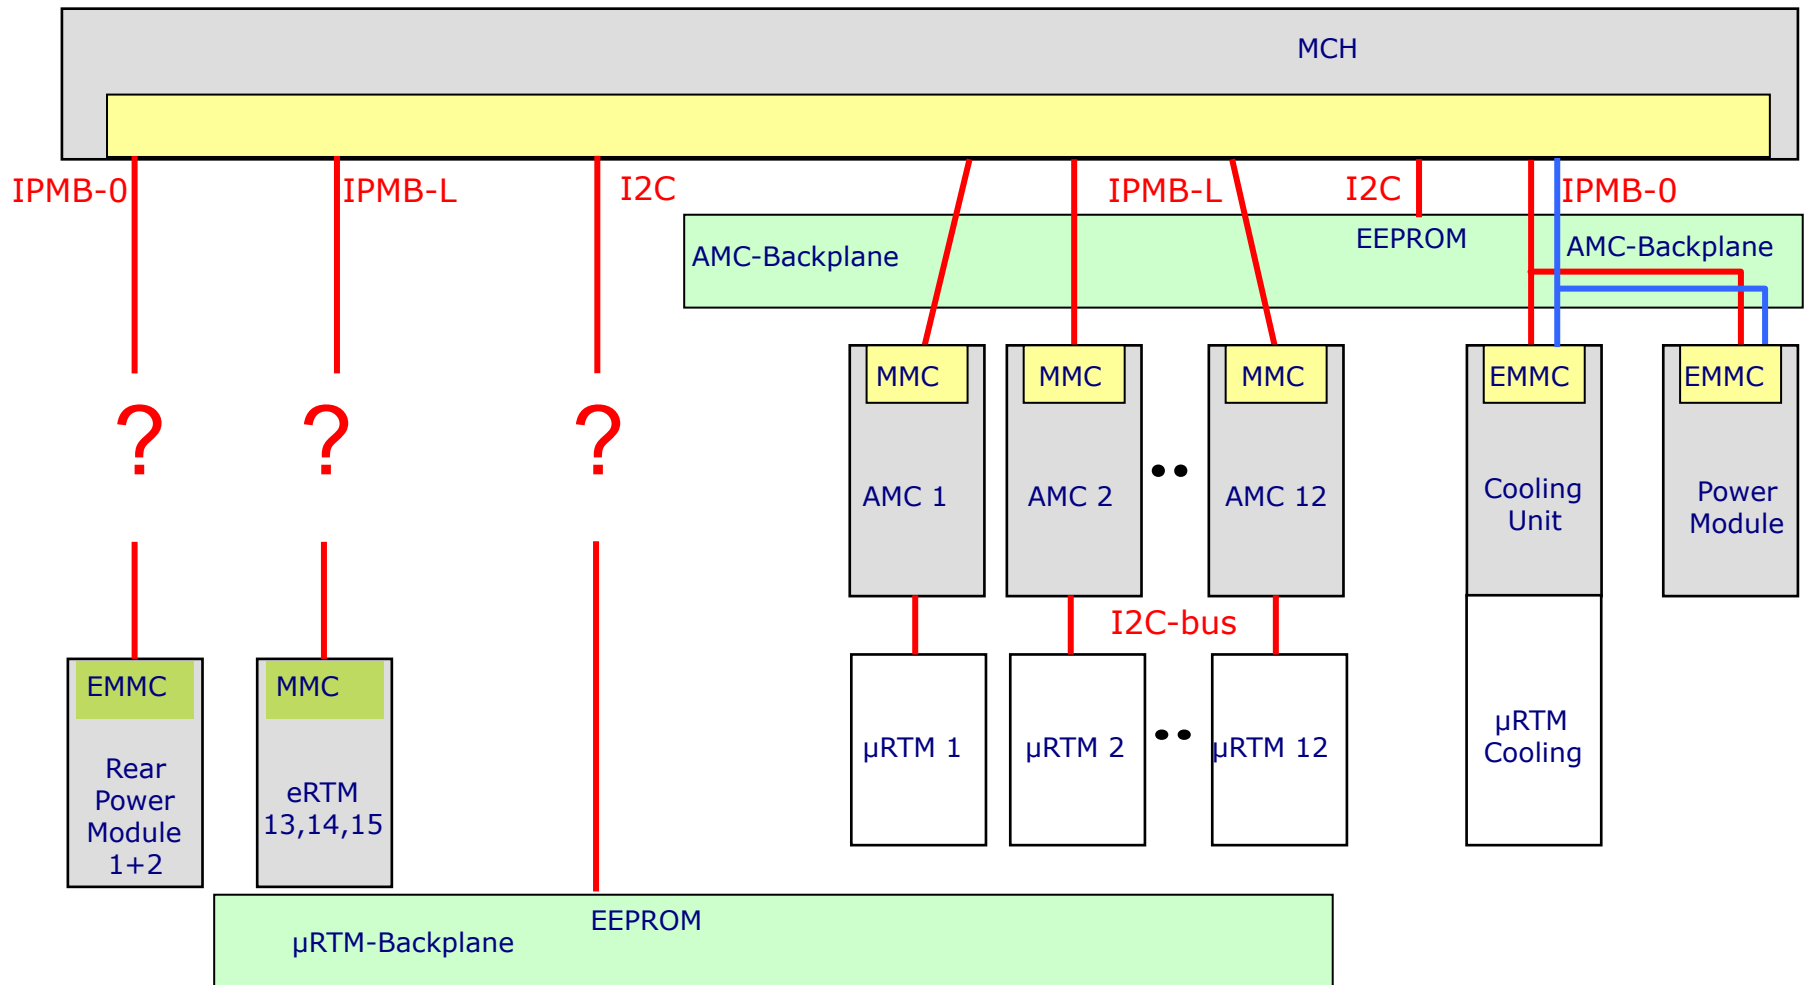 MCH
IPMB-0
IPMB-L
I2C
IPMB-L
I2C
IPMB-0
AMC-Backplane
EEPROM
AMC-Backplane
MMC
MMC
MMC
EMMC
EMMC
?
?
?
AMC 1
AMC 2
AMC 12
Cooling
Unit
Power
Module
I2C-bus
EMMC
MMC
Rear
Power
Module
1+2
eRTM
13,14,15
µRTM 1
µRTM 2
µRTM 12
µRTM
Cooling
EEPROM
µRTM-Backplane